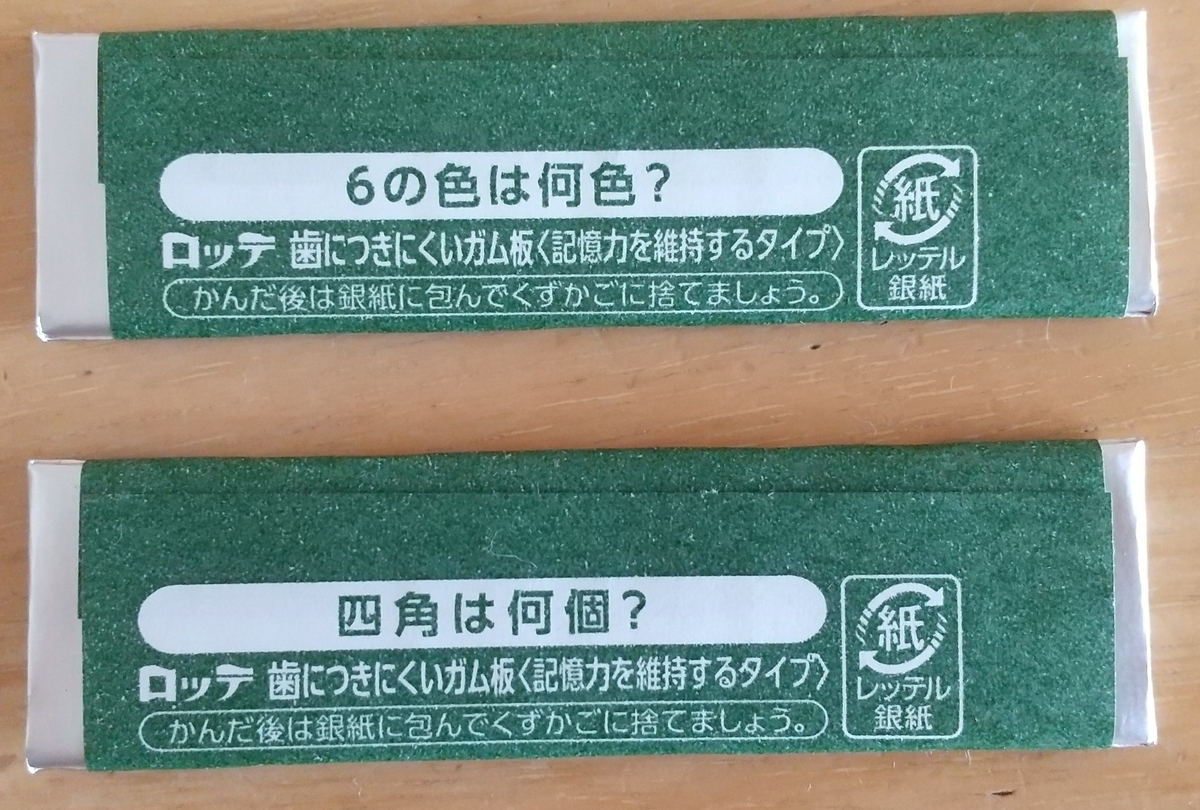 6の色は何色?
ロッテ 歯につきにくいガム板〈記憶力を維持するタイプ〉
かんだ後は銀紙に包んでくずかごに捨てましょう。
紙
レッテル
銀紙
四角は何個?
ロッテ 歯につきにくいガム板〈記憶力を維持するタイプ〉
かんだ後は銀紙に包んでくずかごに捨てましょう。
紙
レッテル
銀紙